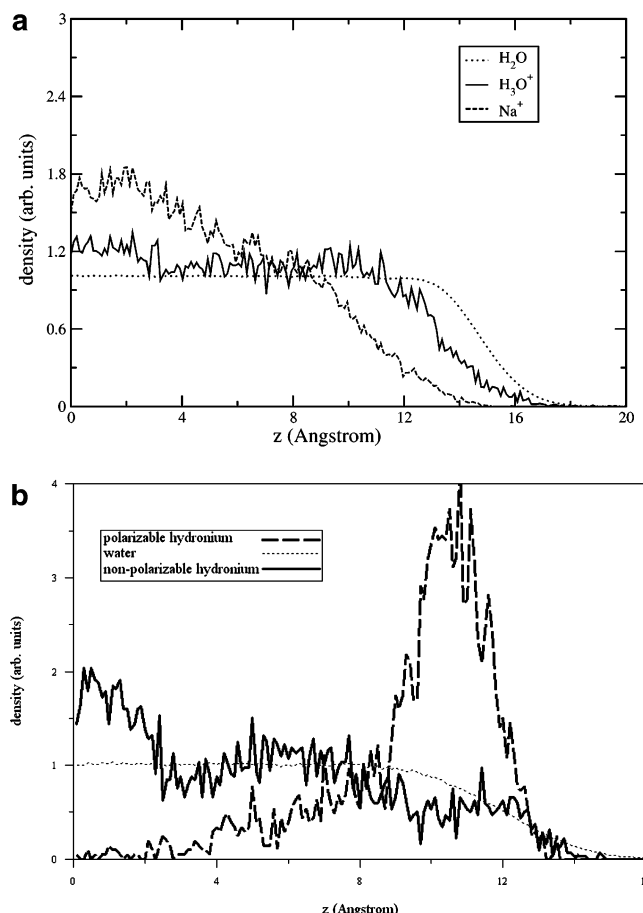 a
3
2.4
1.8
1.2
0.6
0
density (arb. units)
H2O
H3O+
Na+
0 4 8 12 16 20
z (Angstrom)
b
4
3
2
1
0
density (arb. units)
polarizable hydronium
water
non-polarizable hydronium
0 4 8 12
z (Angstrom)